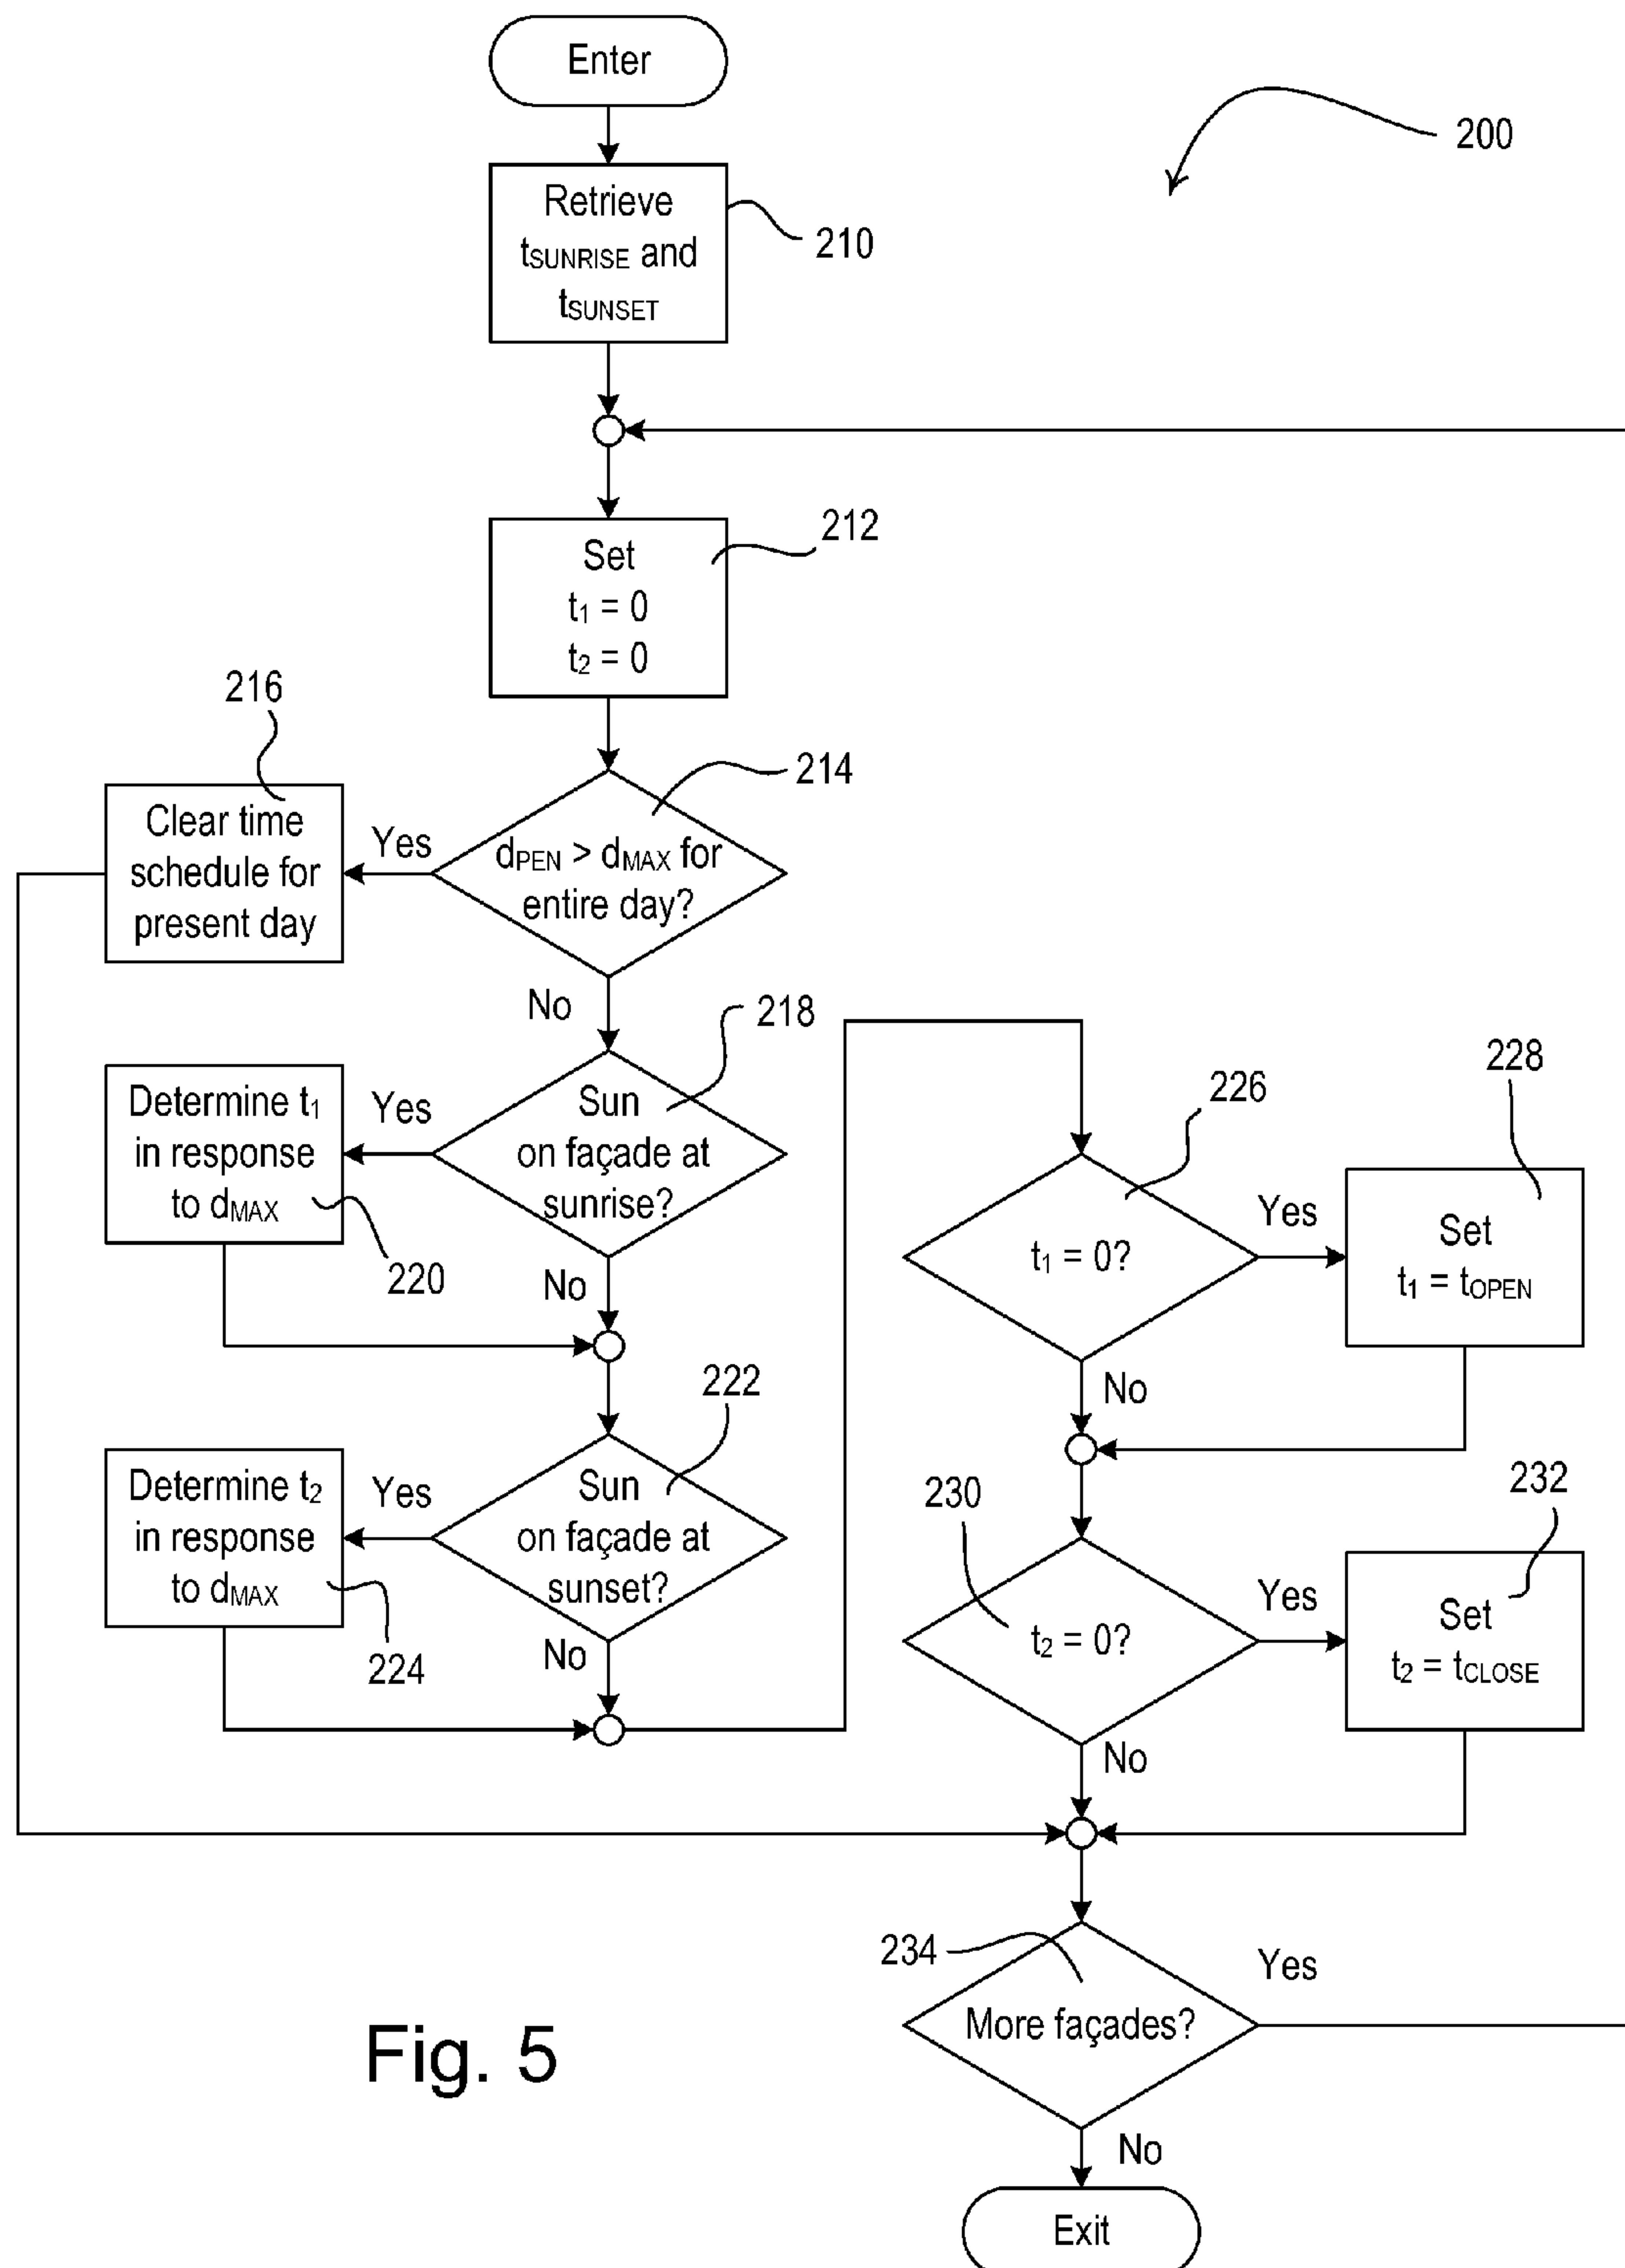 Enter
200
Retrieve
tSUNRISE and
tSUNSET
210
212
Set
t1 = 0
t2 = 0
216
214
Clear time
schedule for
present day
Yes
dPEN > dMAX for
entire day?
No
218
Determine t1
in response
to dMAX
220
Yes
Sun
on façade at
sunrise?
No
222
Determine t2
in response
to dMAX
224
Yes
Sun
on façade at
sunset?
No
226
t1 = 0?
Yes
228
Set
t1 = tOPEN
No
230
t2 = 0?
Yes
232
Set
t2 = tCLOSE
No
234
More façades?
Yes
No
Exit
Fig. 5